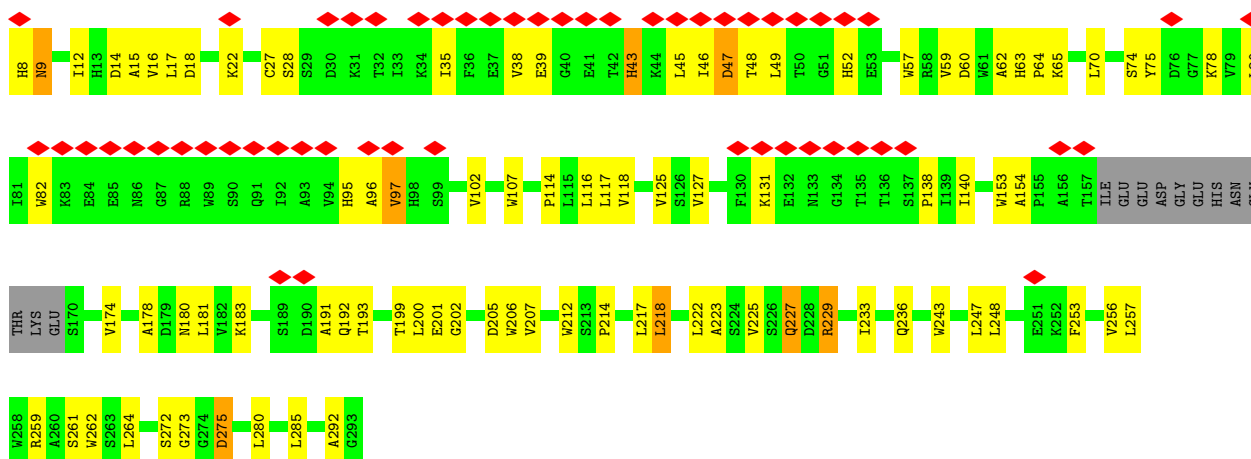 H8 N9 I12 H13 D14 A15 V16 L17 D18 K22 C27 S28 S29 D30 K31 T32 I33 K34 I35 F36 E37 V38 E39 G40 E41 T42 H43 K44 L45 I46 D47 T48 L49 T50 G51 H52 E53 W57 R58 V59 D60 W61 A62 H63 P64 K65 L70 S74 Y75 D76 G77 K78 V79
I81 W82 K83 E84 E85 N86 G87 R88 W89 S90 Q91 I92 A93 V94 H95 A96 V97 H98 S99 V102 W107 P114 L115 L116 L117 V118 V125 S126 V127 F130 K131 E132 N133 G134 T135 T136 S137 P138 I139 I140 W153 A154 P155 A156 T157 ILE GLU GLU ASP GLY GLU HIS ASN
THR LYS GLU S170 V174 A178 D179 N180 L181 V182 K183 S189 D190 A191 Q192 T193 T199 L200 E201 G202 D205 W206 V207 W212 S213 P214 L217 L218 L222 A223 S224 V225 S226 Q227 D228 R229 I233 Q236 W243 L247 L248 E251 K252 F253 V256 L257
W258 R259 A260 S261 W262 S263 L264 S272 G273 G274 D275 L280 L285 A292 G293